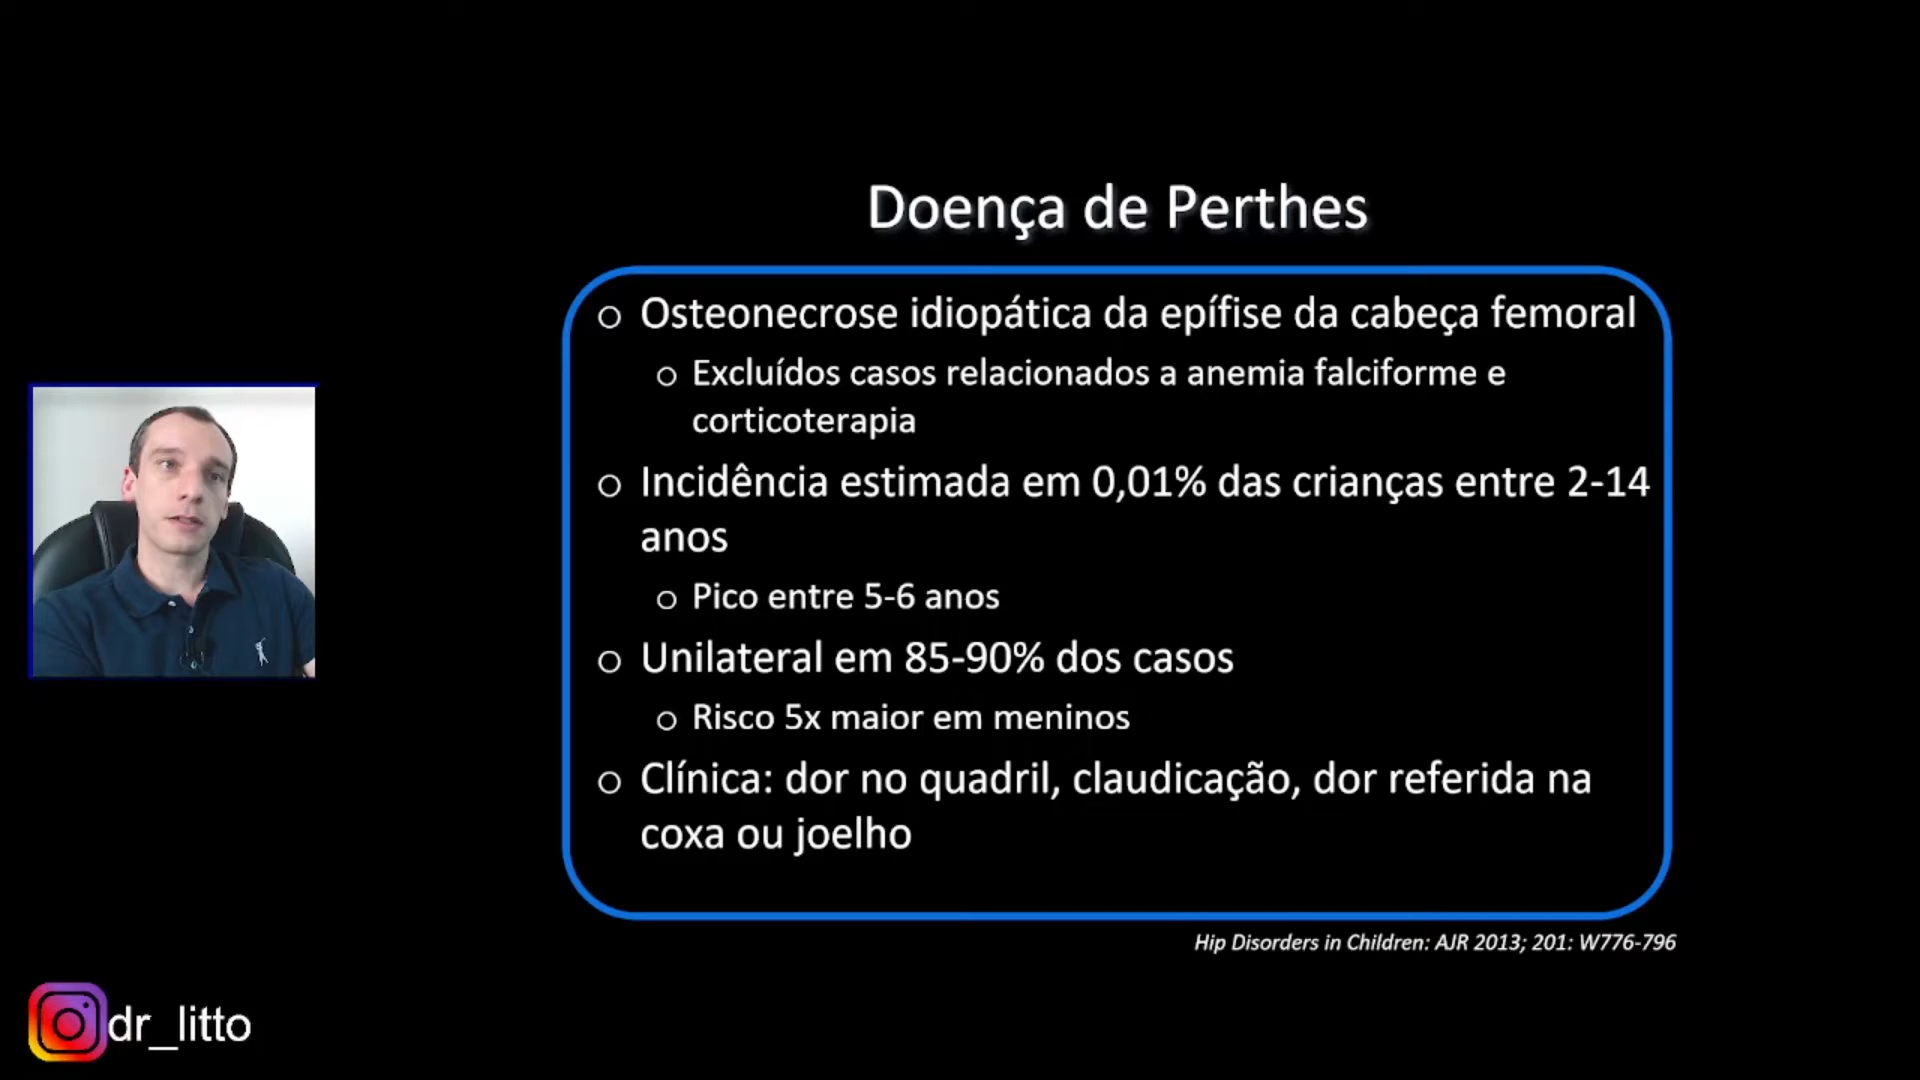 Doença de Perthes
o Osteonecrose idiopática da epífise da cabeça femoral
o Excluídos casos relacionados a anemia falciforme e
corticoterapia
o Incidência estimada em 0,01% das crianças entre 2-14
anos
o Pico entre 5-6 anos
o Unilateral em 85-90% dos casos
o Risco 5x maior em meninos
o Clínica: dor no quadril, claudicação, dor referida na
coxa ou joelho
Hip Disorders in Children: AJR 2013; 201: W776-796
dr_litto